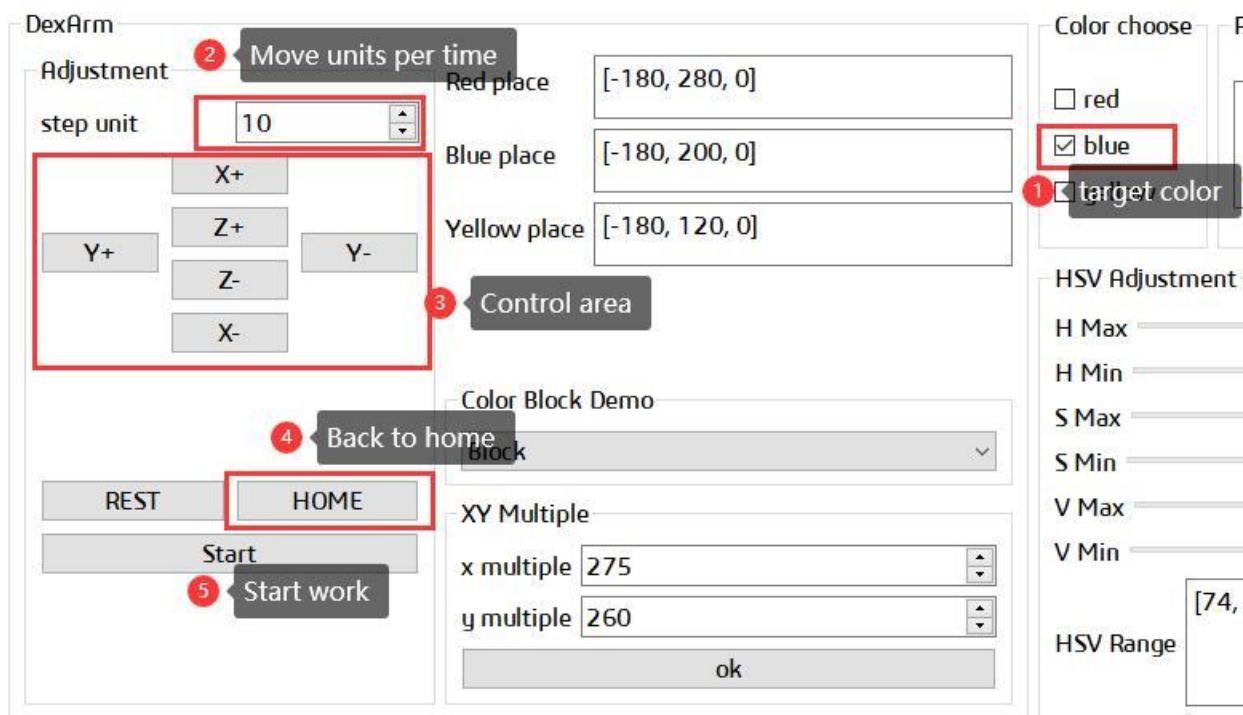 DexArm
Adjustment
2 Move units per time
step unit 10
X+
Z+
Y+ Y-
Z-
X-
3 Control area
4 Back to home
REST HOME
Start
5 Start work
Red place [-180, 280, 0]
Blue place [-180, 200, 0]
Yellow place [-180, 120, 0]
Color Block Demo
Block
XY Multiple
x multiple 275
y multiple 260
ok
Color choose
red
blue
1 target color
HSV Adjustment
H Max
H Min
S Max
S Min
V Max
V Min
HSV Range [74,